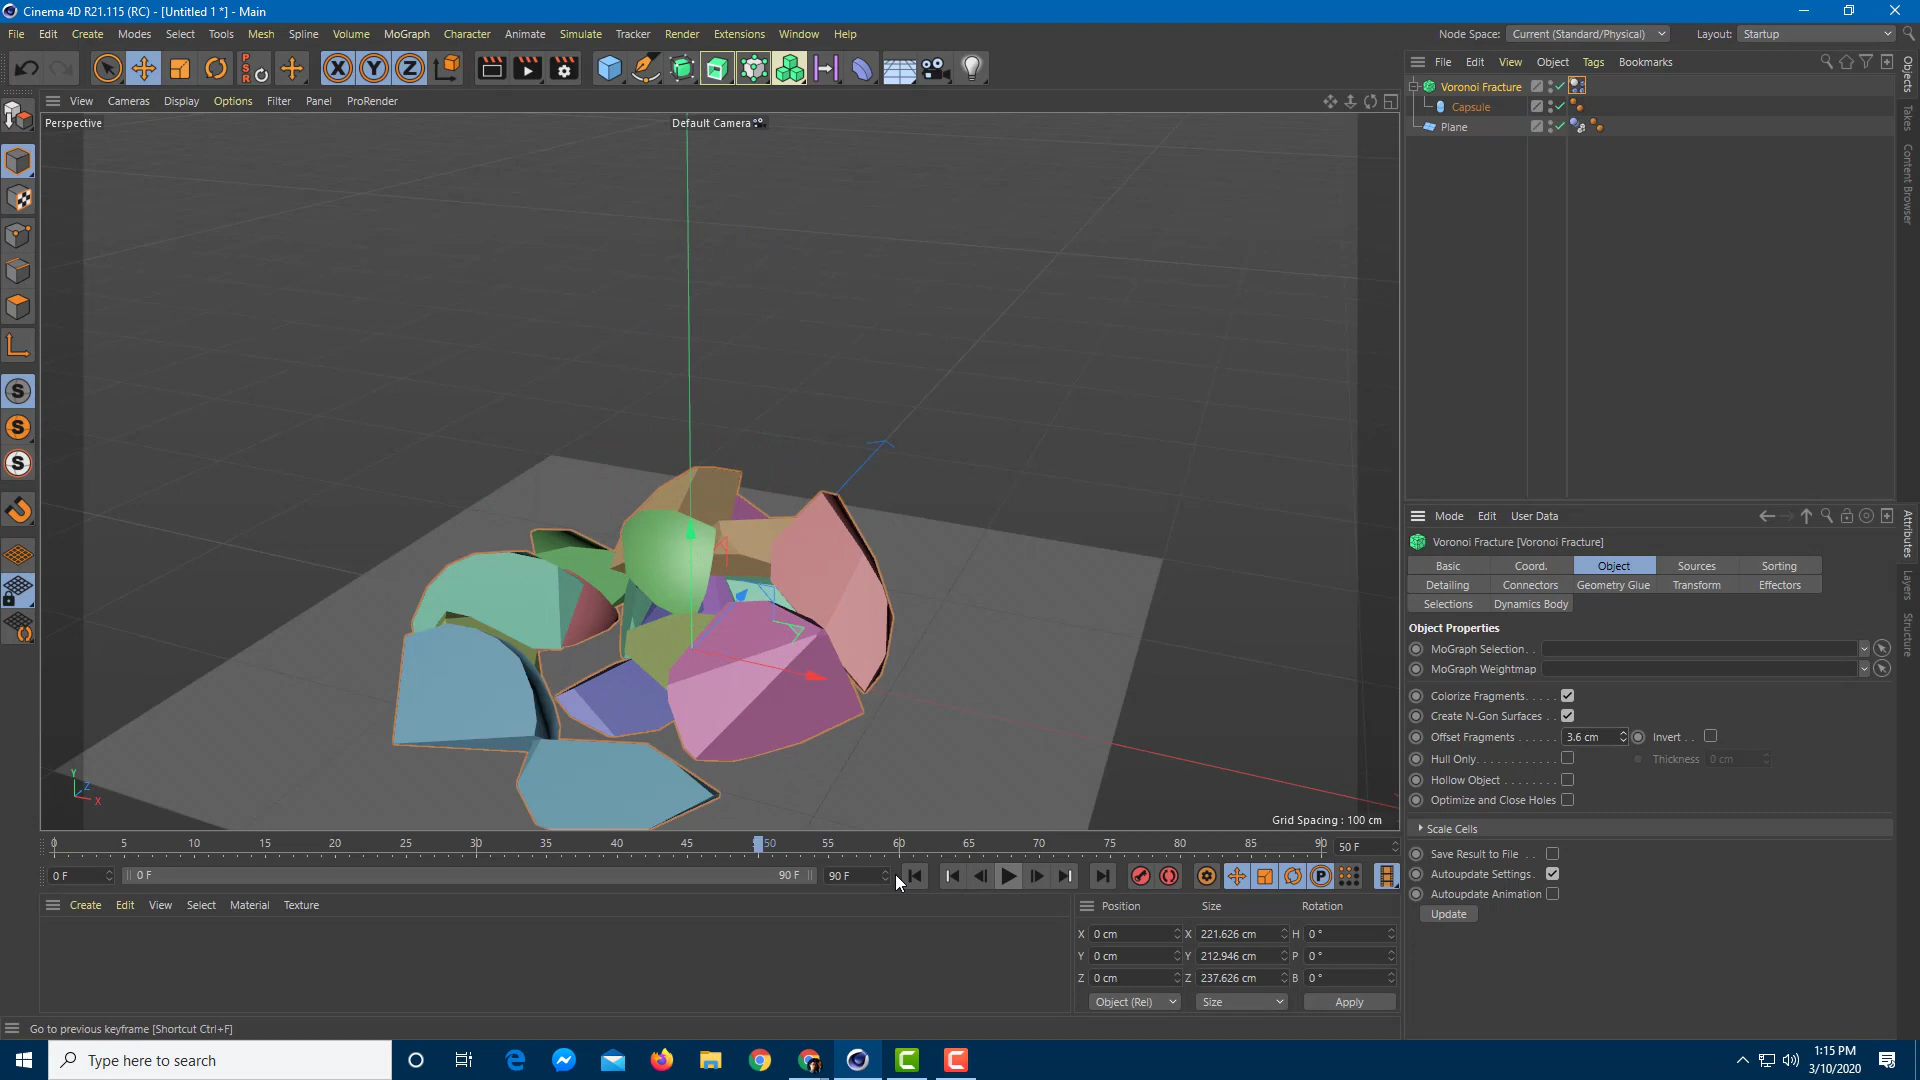 Cinema 4D R21.115 (RC) - [Untitled 1 *] - Main
File Edit Create Modes Select Tools Mesh Spline Volume MoGraph Character Animate Simulate Tracker Render Extensions Window Help
Node Space: Current (Standard/Physical) Layout: Startup
P S R X Y Z
File Edit View Object Tags Bookmarks
View Cameras Display Options Filter Panel ProRender
Perspective
Default Camera
Voronoi Fracture
Capsule
Plane
Objects
Takes
Content Browser
Mode Edit User Data
Voronoi Fracture [Voronoi Fracture]
Basic Coord. Object Sources Sorting
Detailing Connectors Geometry Glue Transform Effectors
Selections Dynamics Body
Object Properties
MoGraph Selection . .
MoGraph Weightmap
Colorize Fragments . . . . .
Create N-Gon Surfaces . .
Offset Fragments . . . . . . 3.6 cm Invert . .
Hull Only. . . . . . . . . . . . Thickness 0 cm
Hollow Object . . . . . . . .
Optimize and Close Holes
Scale Cells
Save Result to File . .
Autoupdate Settings .
Autoupdate Animation
Update
Attributes
Layers
Structure
Y
Z
X
Grid Spacing : 100 cm
0 5 10 15 20 25 30 35 40 45 50 55 60 65 70 75 80 85 90 50 F
0 F 0 F 90 F 90 F
Create Edit View Select Material Texture
Position Size Rotation
X 0 cm X 221.626 cm H 0 °
Y 0 cm Y 212.946 cm P 0 °
Z 0 cm Z 237.626 cm B 0 °
Object (Rel) Size Apply
Go to previous keyframe [Shortcut Ctrl+F]
Type here to search
1:15 PM
3/10/2020